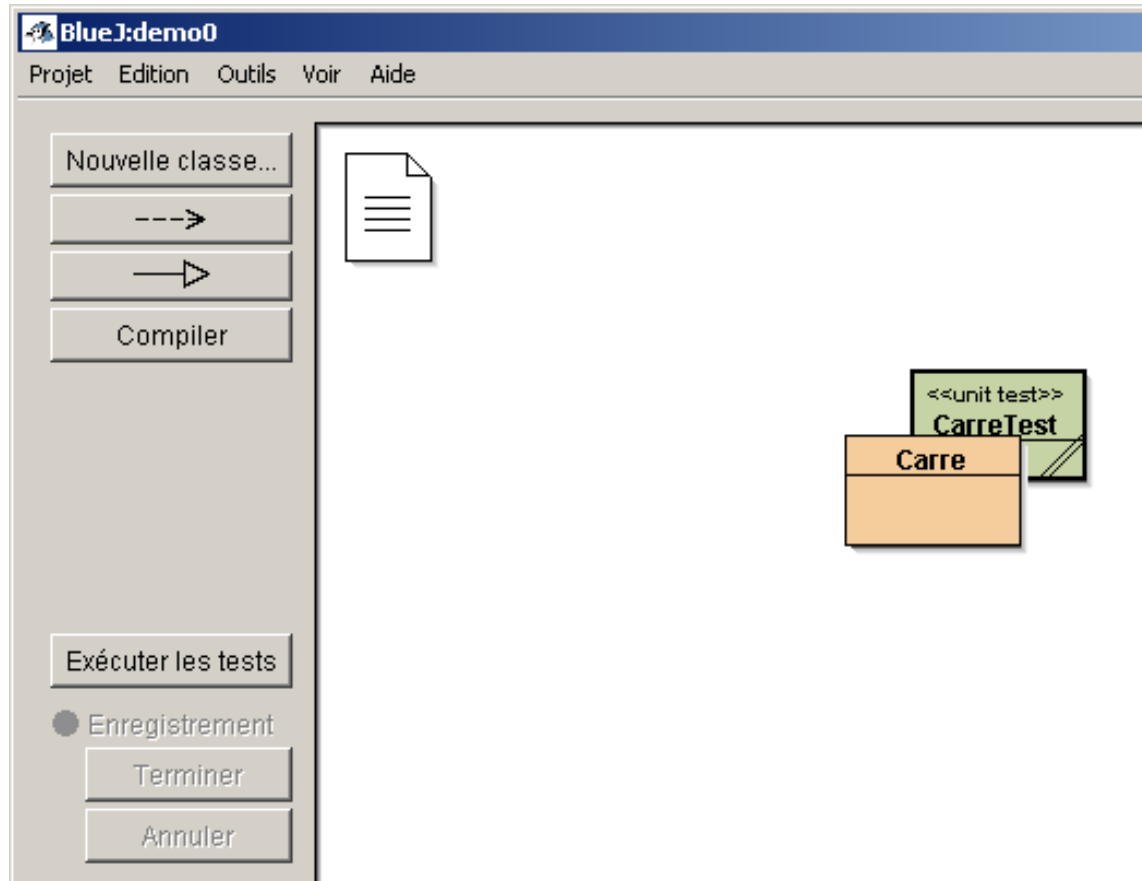 BlueJ:demo0
Projet Edition Outils Voir Aide
Nouvelle classe...
Compiler
<<unit test>>
CarreTest
Carre
Exécuter les tests
Enregistrement
Terminer
Annuler